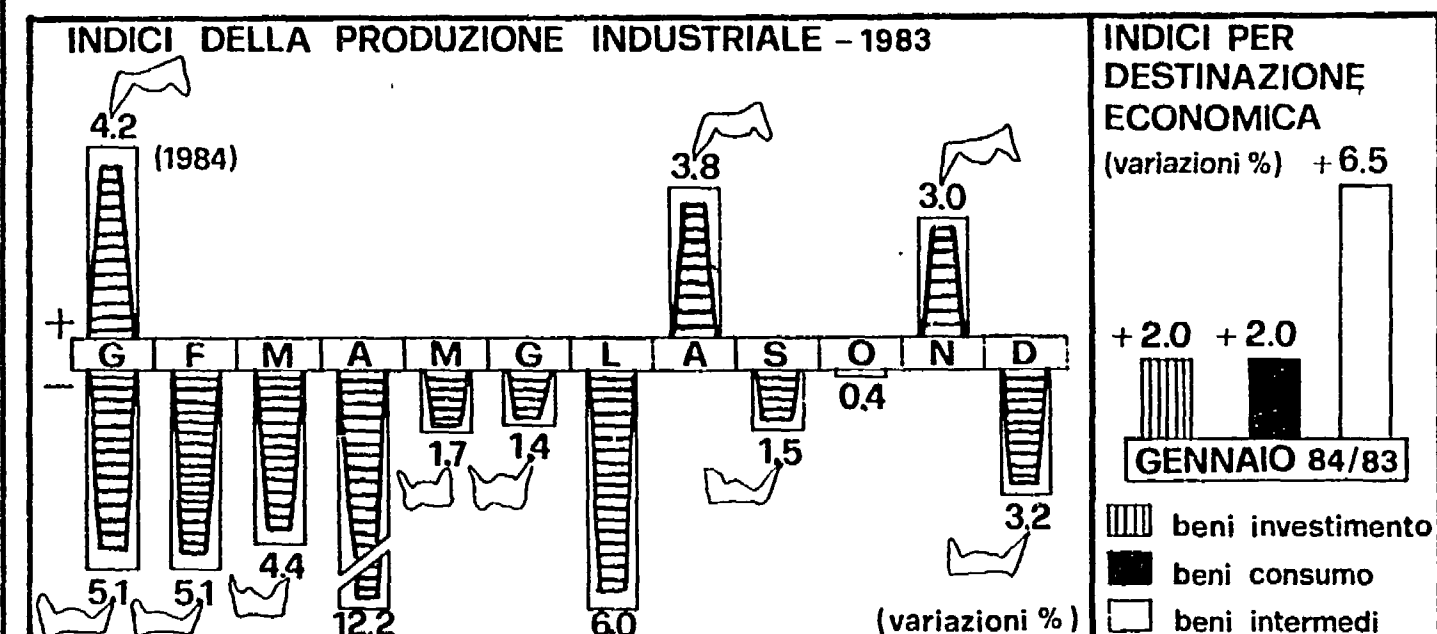 INDICI DELLA PRODUZIONE INDUSTRIALE - 1983
4.2
(1984)
3.8
3.0
+
G F M A M G L A S O N D
−
0.4
1.7
1.4
1.5
3.2
4.4
5.1
5.1
12.2
6.0
(variazioni %)
INDICI PER
DESTINAZIONE
ECONOMICA
(variazioni %) +6.5
+2.0 +2.0
GENNAIO 84/83
beni investimento
beni consumo
beni intermedi